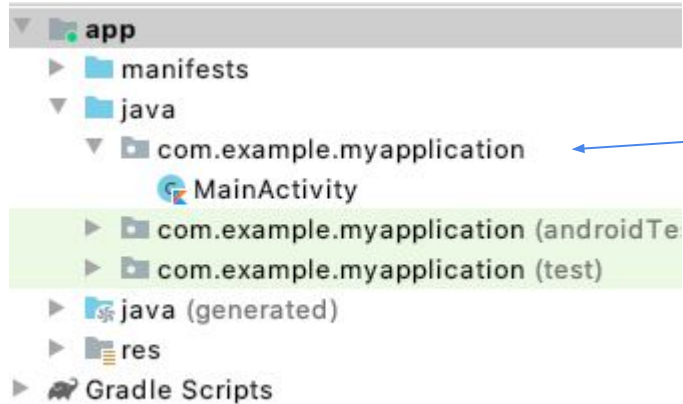 app
manifests
java
com.example.myapplication
MainActivity
com.example.myapplication (androidTe
com.example.myapplication (test)
java (generated)
res
Gradle Scripts